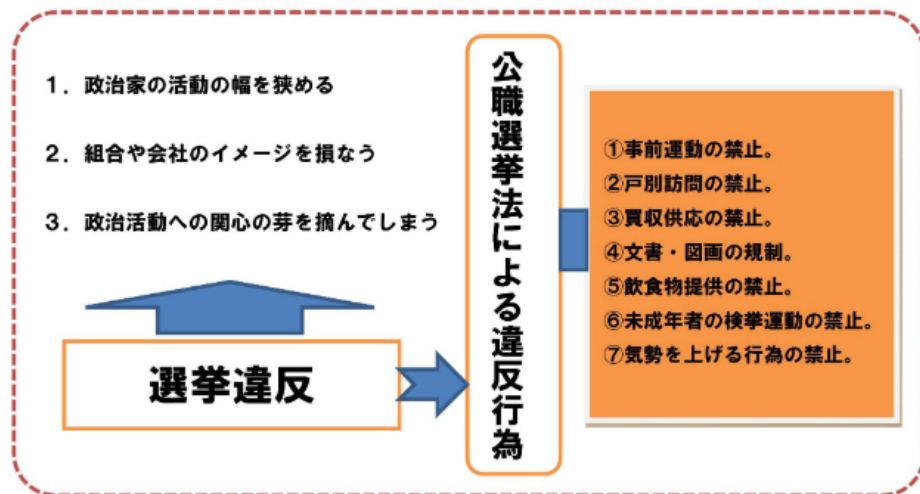 1．政治家の活動の幅を狭める
2．組合や会社のイメージを損なう
3．政治活動への関心の芽を摘んでしまう
選挙違反
公職選挙法による違反行為
①事前運動の禁止。
②戸別訪問の禁止。
③買収供応の禁止。
④文書・図画の規制。
⑤飲食物提供の禁止。
⑥未成年者の検挙運動の禁止。
⑦気勢を上げる行為の禁止。